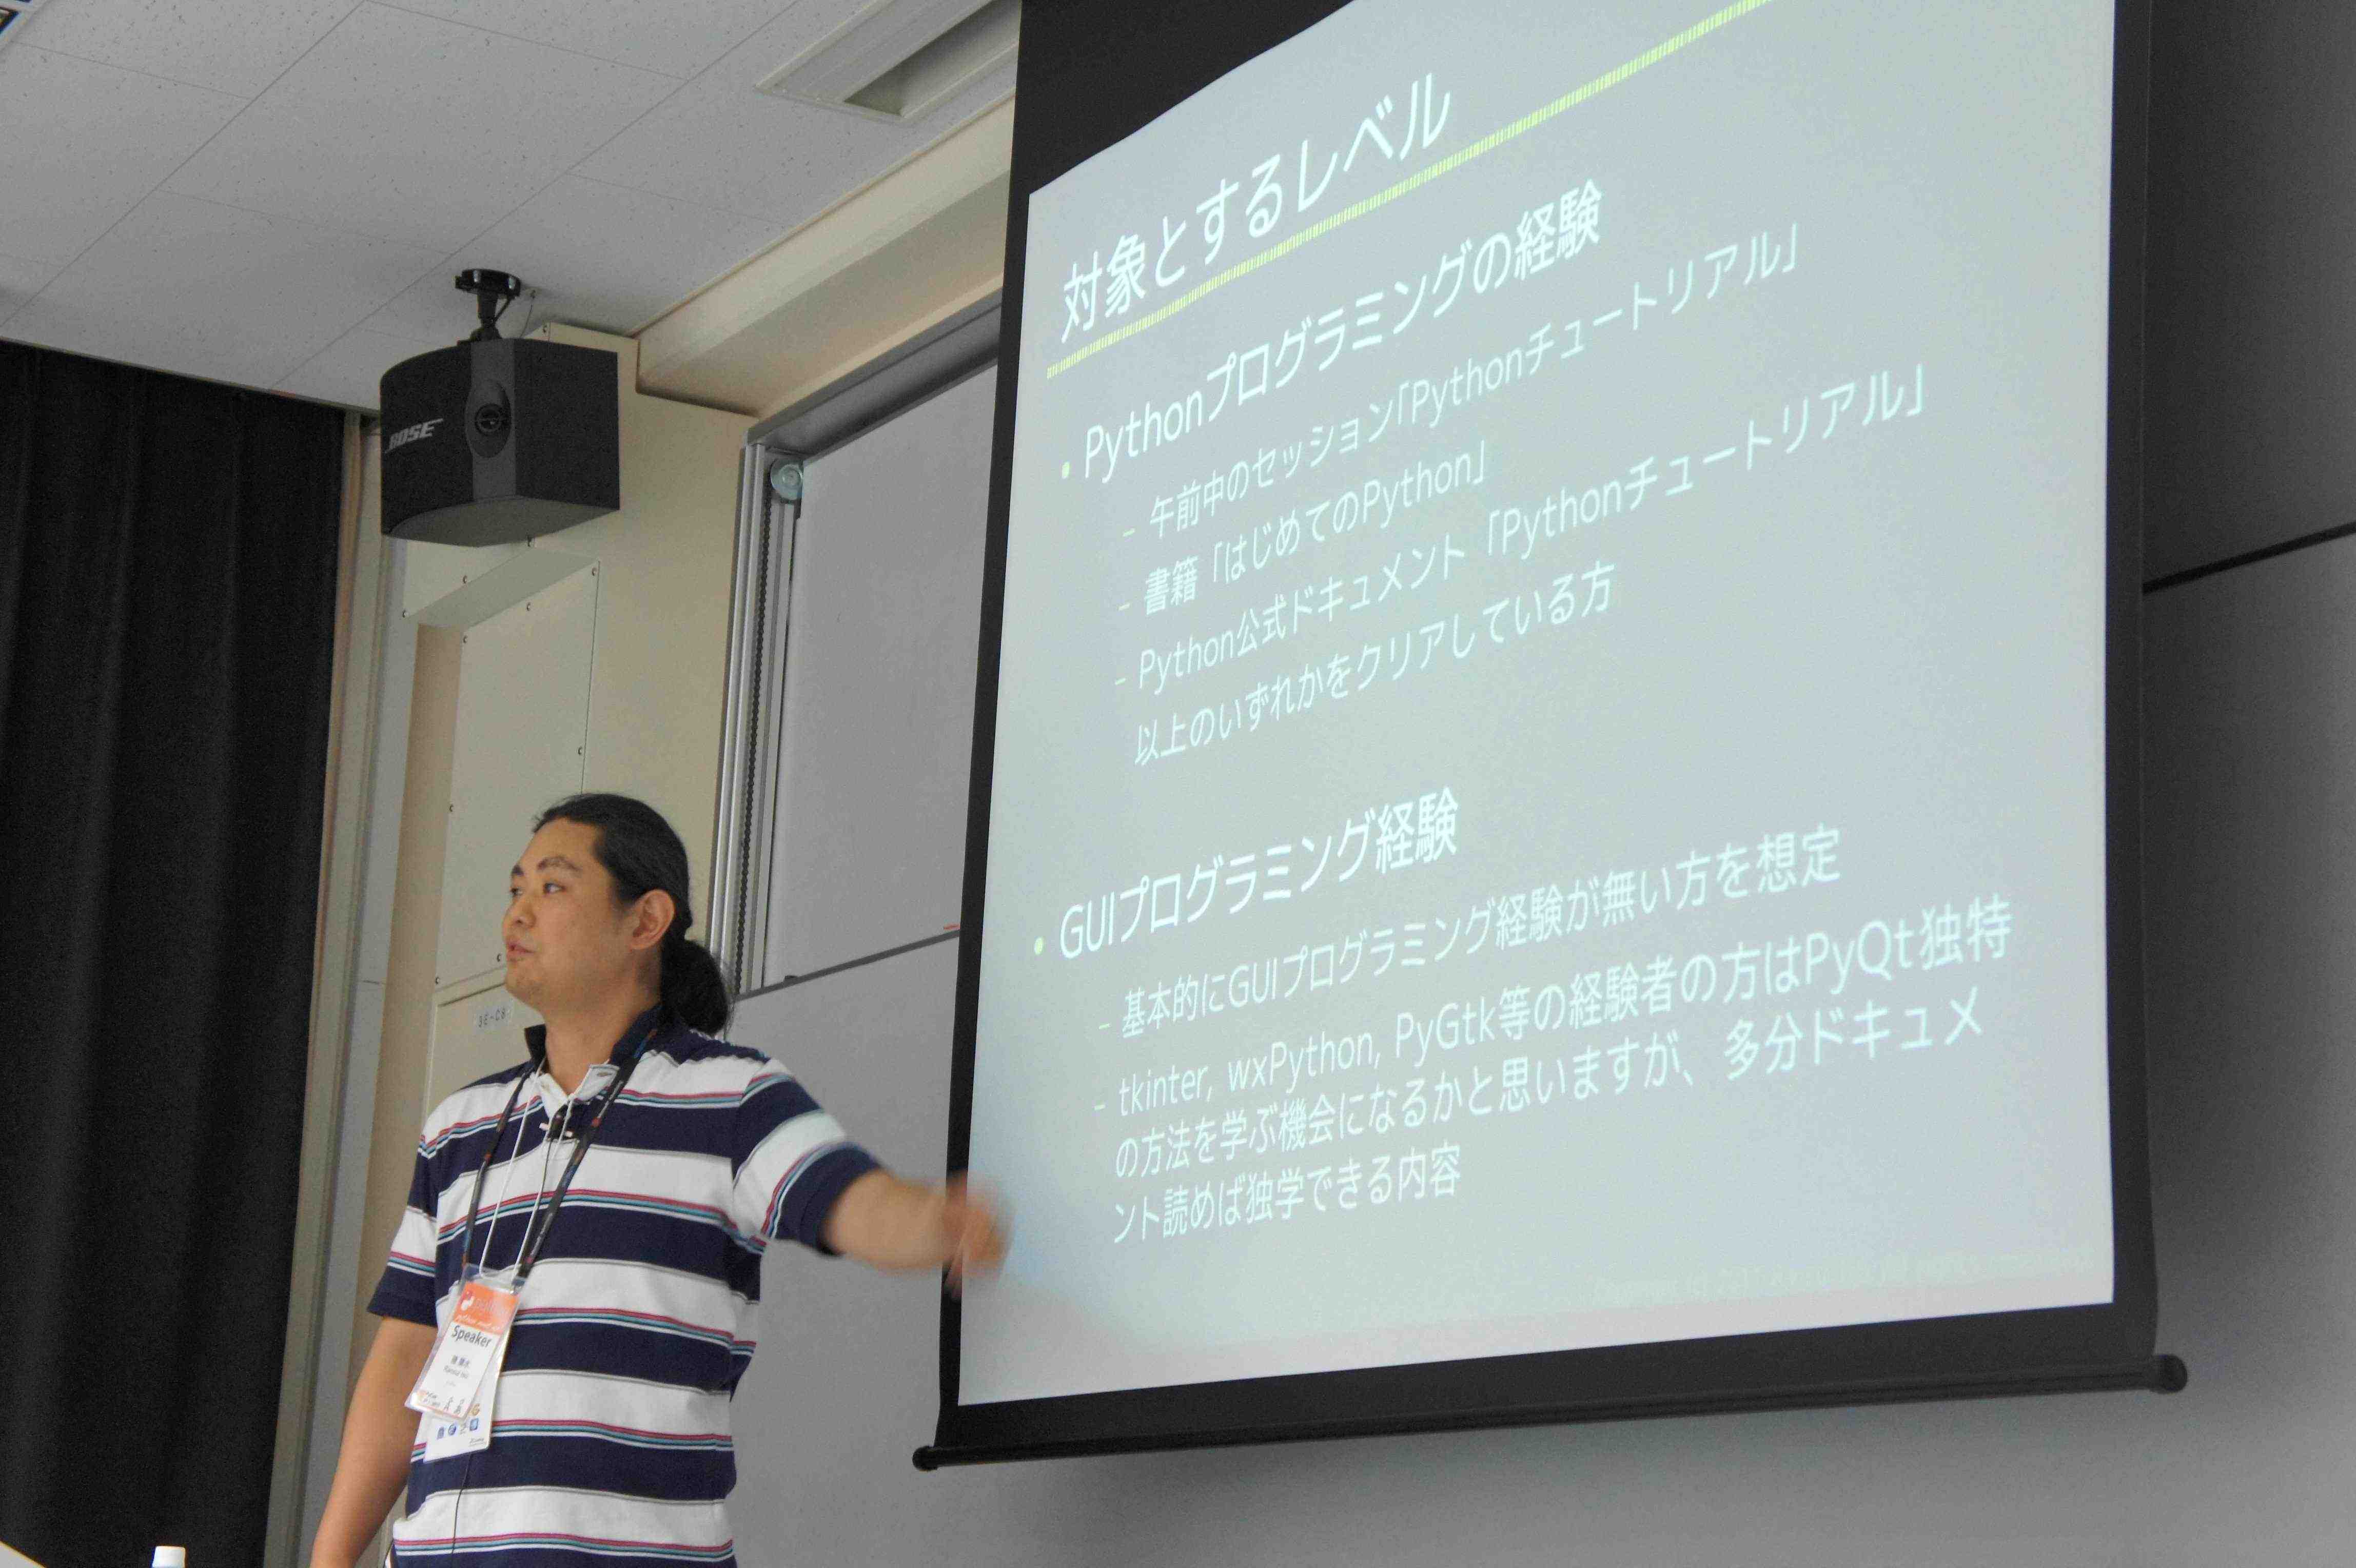 対象とするレベル
• Pythonプログラミングの経験
– 午前中のセッション「Pythonチュートリアル」
– 書籍「はじめてのPython」
– Python公式ドキュメント「Pythonチュートリアル」
以上のいずれかをクリアしている方
• GUIプログラミング経験
– 基本的にGUIプログラミング経験が無い方を想定
– tkinter, wxPython, PyGtk等の経験者の方はPyQt独特
の方法を学ぶ機会になるかと思いますが、多分ドキュメ
ント読めば独学できる内容
BOSE
Speaker